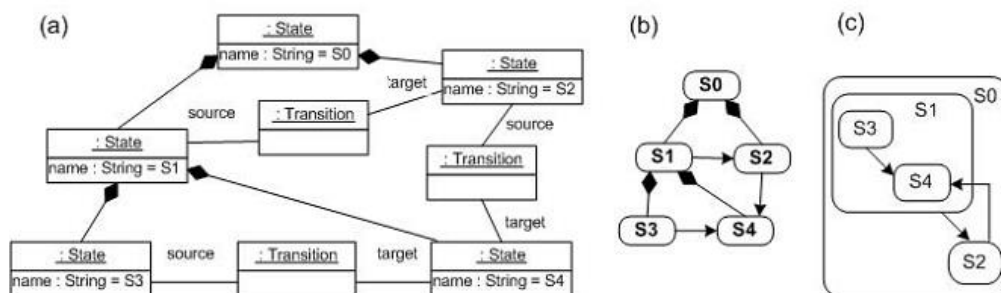 (a)
: State
name : String = S0
: State
name : String = S2
target
source
: Transition
source
: State
name : String = S1
: Transition
target
: State
name : String = S3
source
: Transition
target
: State
name : String = S4
(b)
S0
S1
S2
S3
S4
(c)
S0
S1
S3
S4
S2